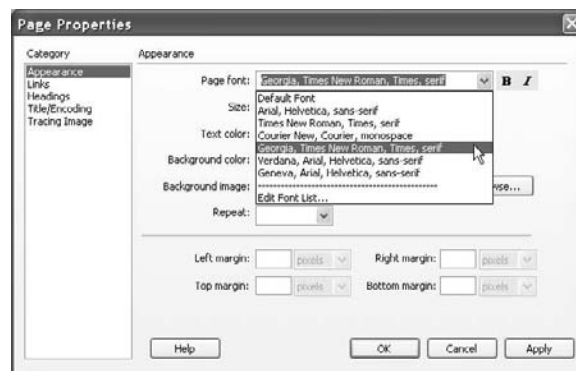 Page Properties
Category
Appearance
Links
Headings
Title/Encoding
Tracing Image
Appearance
Page font: Georgia, Times New Roman, Times, serif B I
Default Font
Arial, Helvetica, sans-serif
Times New Roman, Times, serif
Courier New, Courier, monospace
Georgia, Times New Roman, Times, serif
Verdana, Arial, Helvetica, sans-serif
Geneva, Arial, Helvetica, sans-serif
Edit Font List...
Size:
Text color:
Background color:
Background image: wse...
Repeat:
Left margin: pixels Right margin: pixels
Top margin: pixels Bottom margin: pixels
Help OK Cancel Apply